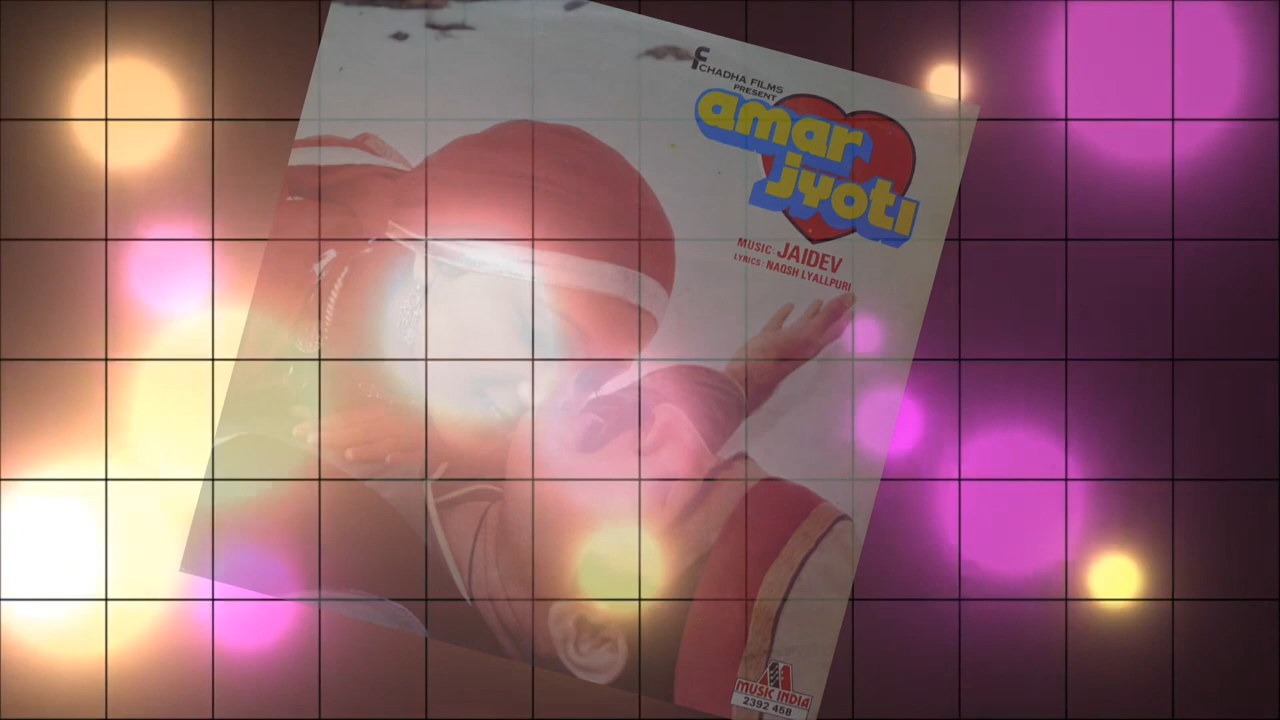 CHADHA FILMS
PRESENT
amar
jyoti
MUSIC: JAIDEV
LYRICS: NAQSH LYALLPURI
MUSIC INDIA
2392 458